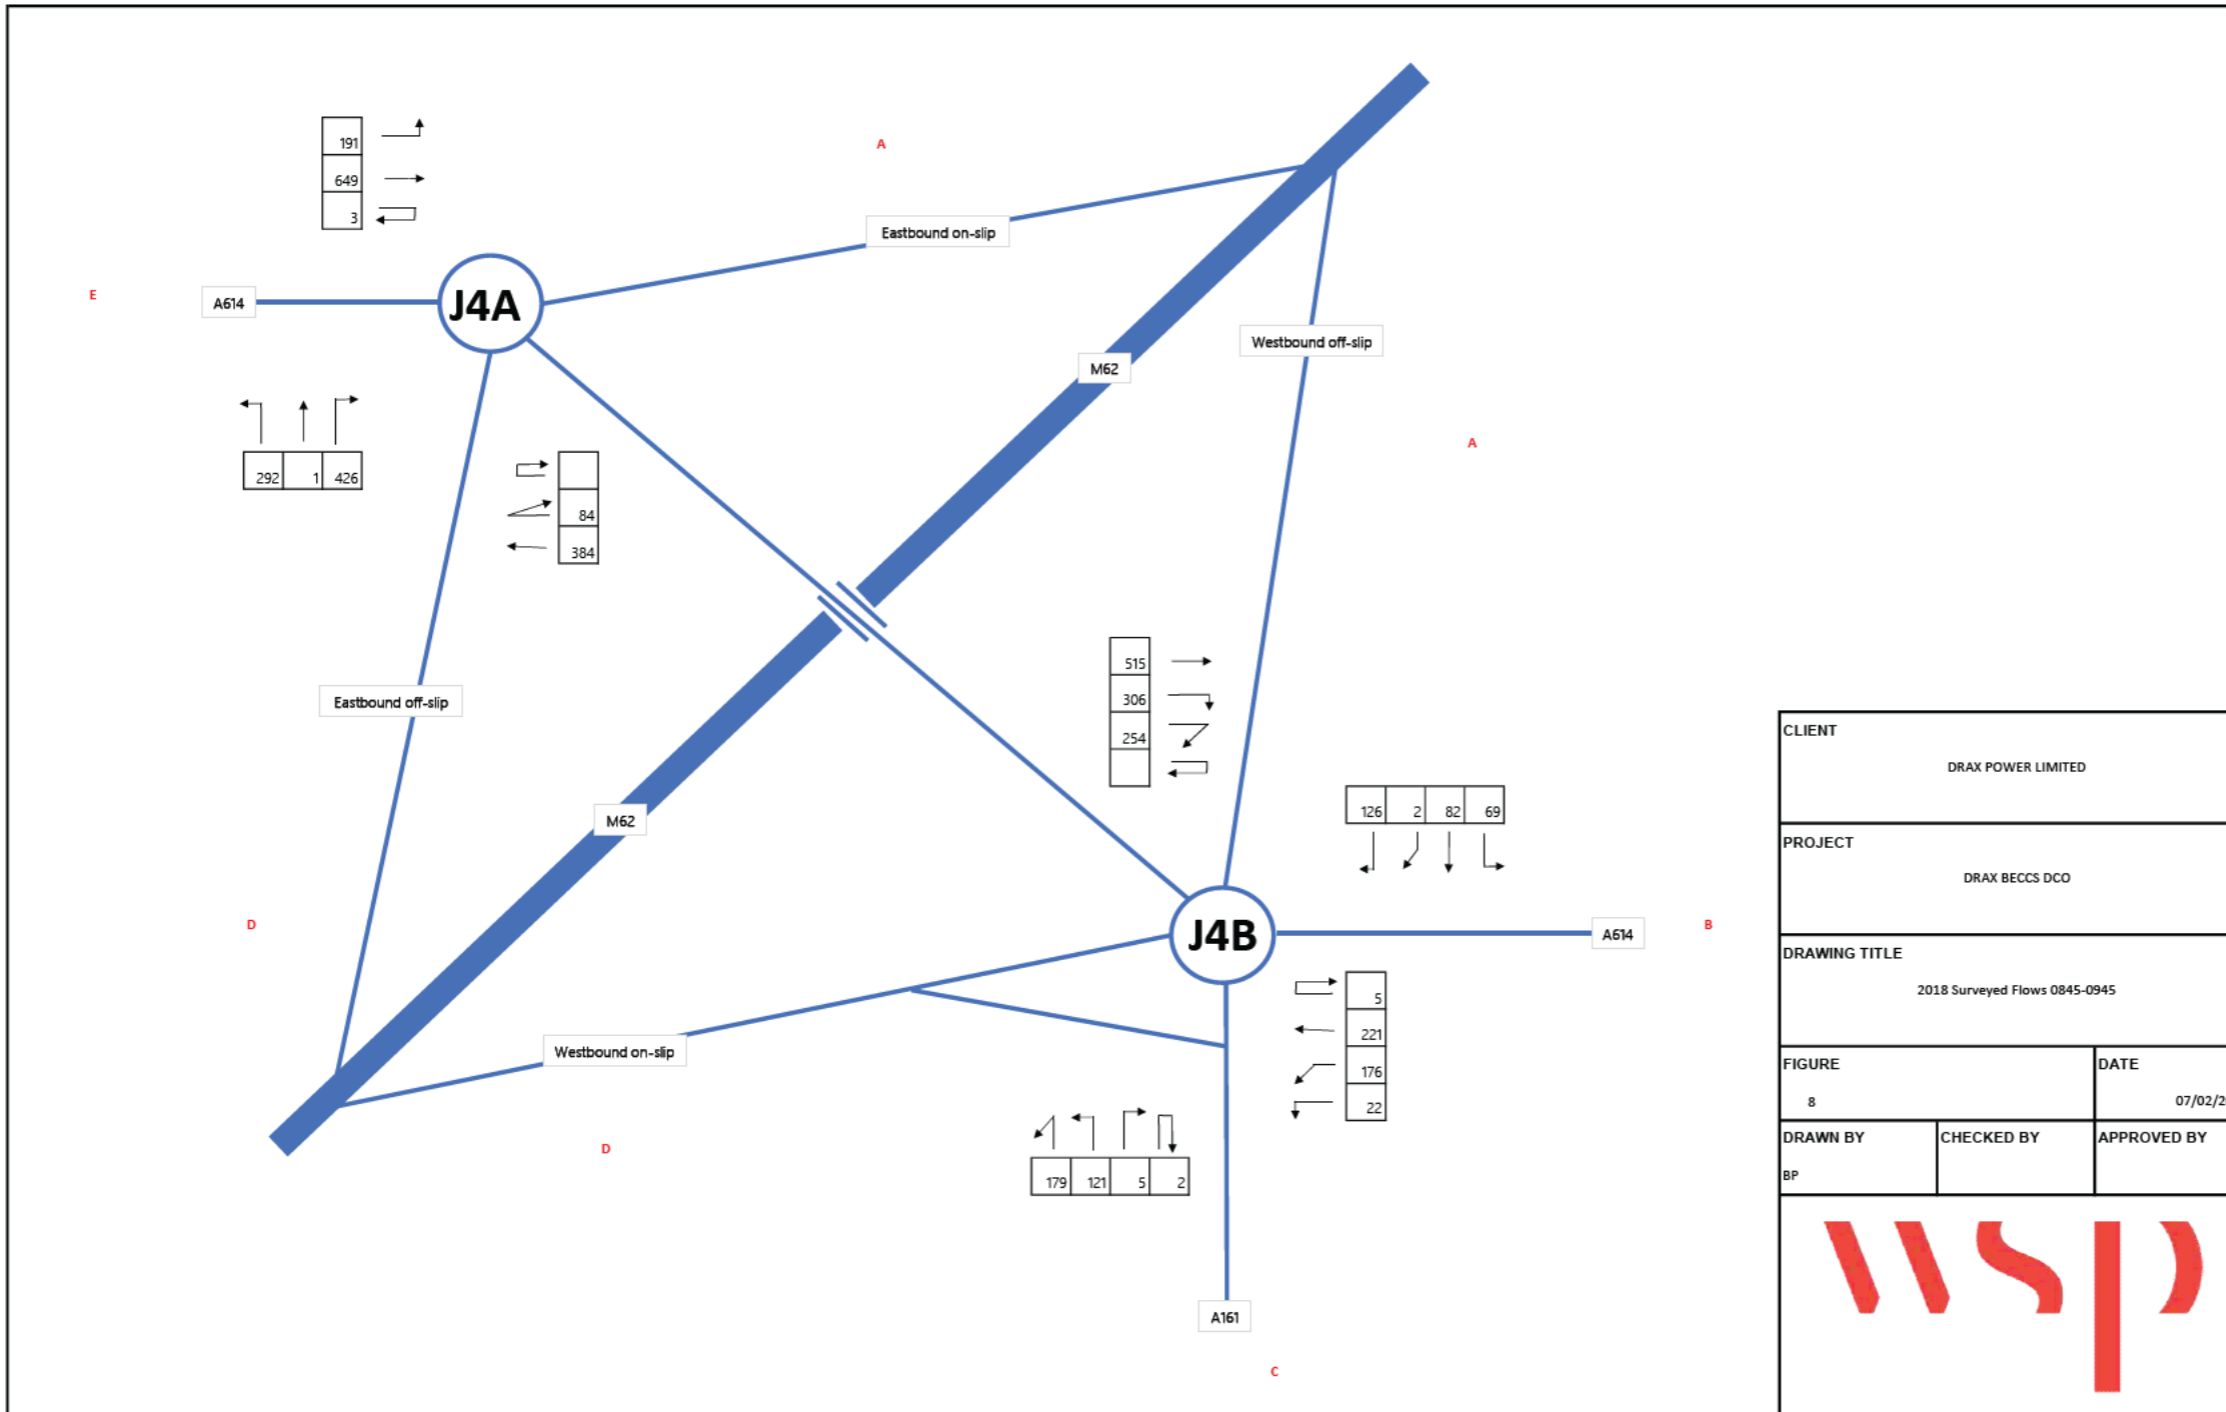 191
649
3
A
Eastbound on-slip
E
A614
J4A
Westbound off-slip
M62
A
292 1 426
84
384
515
306
254
Eastbound off-slip
126 2 82 69
M62
D
J4B
A614
B
5
221
176
22
Westbound on-slip
D
179 121 5 2
A161
C
CLIENT
DRAX POWER LIMITED
PROJECT
DRAX BECCS DCO
DRAWING TITLE
2018 Surveyed Flows 0845-0945
FIGURE
8
DATE
07/02/2
DRAWN BY
BP
CHECKED BY
APPROVED BY
wsp